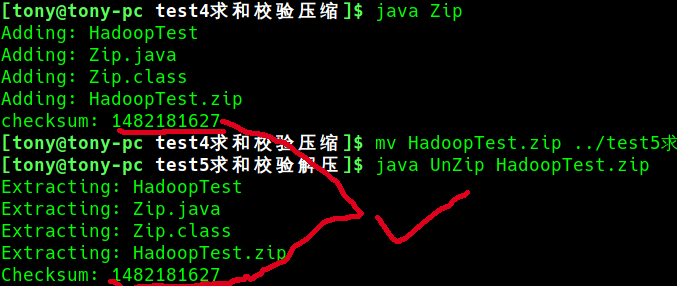 [tony@tony-pc test4求和校验压缩]$ java Zip
Adding: HadoopTest
Adding: Zip.java
Adding: Zip.class
Adding: HadoopTest.zip
checksum: 1482181627
[tony@tony-pc test4求和校验压缩]$ mv HadoopTest.zip ../test5求
[tony@tony-pc test5求和校验解压]$ java UnZip HadoopTest.zip
Extracting: HadoopTest
Extracting: Zip.java
Extracting: Zip.class
Extracting: HadoopTest.zip
Checksum: 1482181627